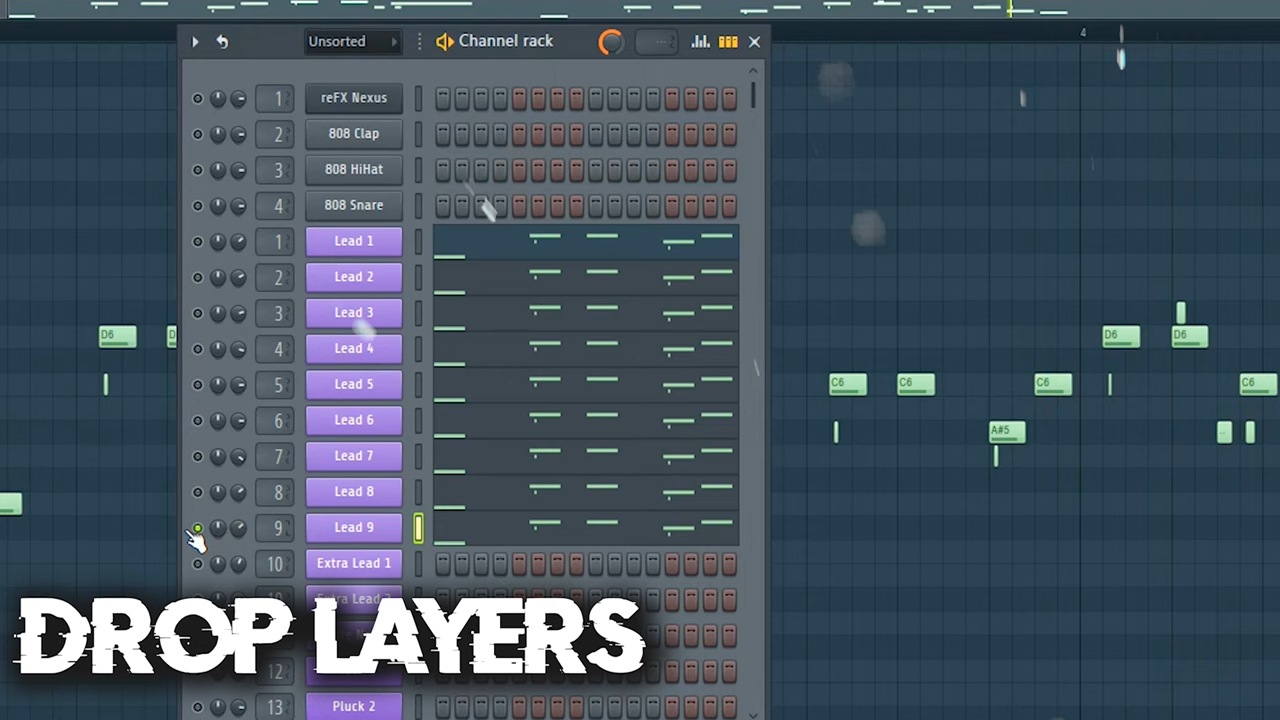 Unsorted Channel rack
4
1 reFX Nexus
2 808 Clap
3 808 HiHat
4 808 Snare
1 Lead 1
2 Lead 2
3 Lead 3
D6 D D6 D6
4 Lead 4
5 Lead 5
C6 C6 C6 C6
6 Lead 6
A#5
7 Lead 7
8 Lead 8
9 Lead 9
10 Extra Lead 1
10 Extra Lead
DROP LAYERS
12
13 Pluck 2